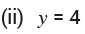 (ii) y = 4